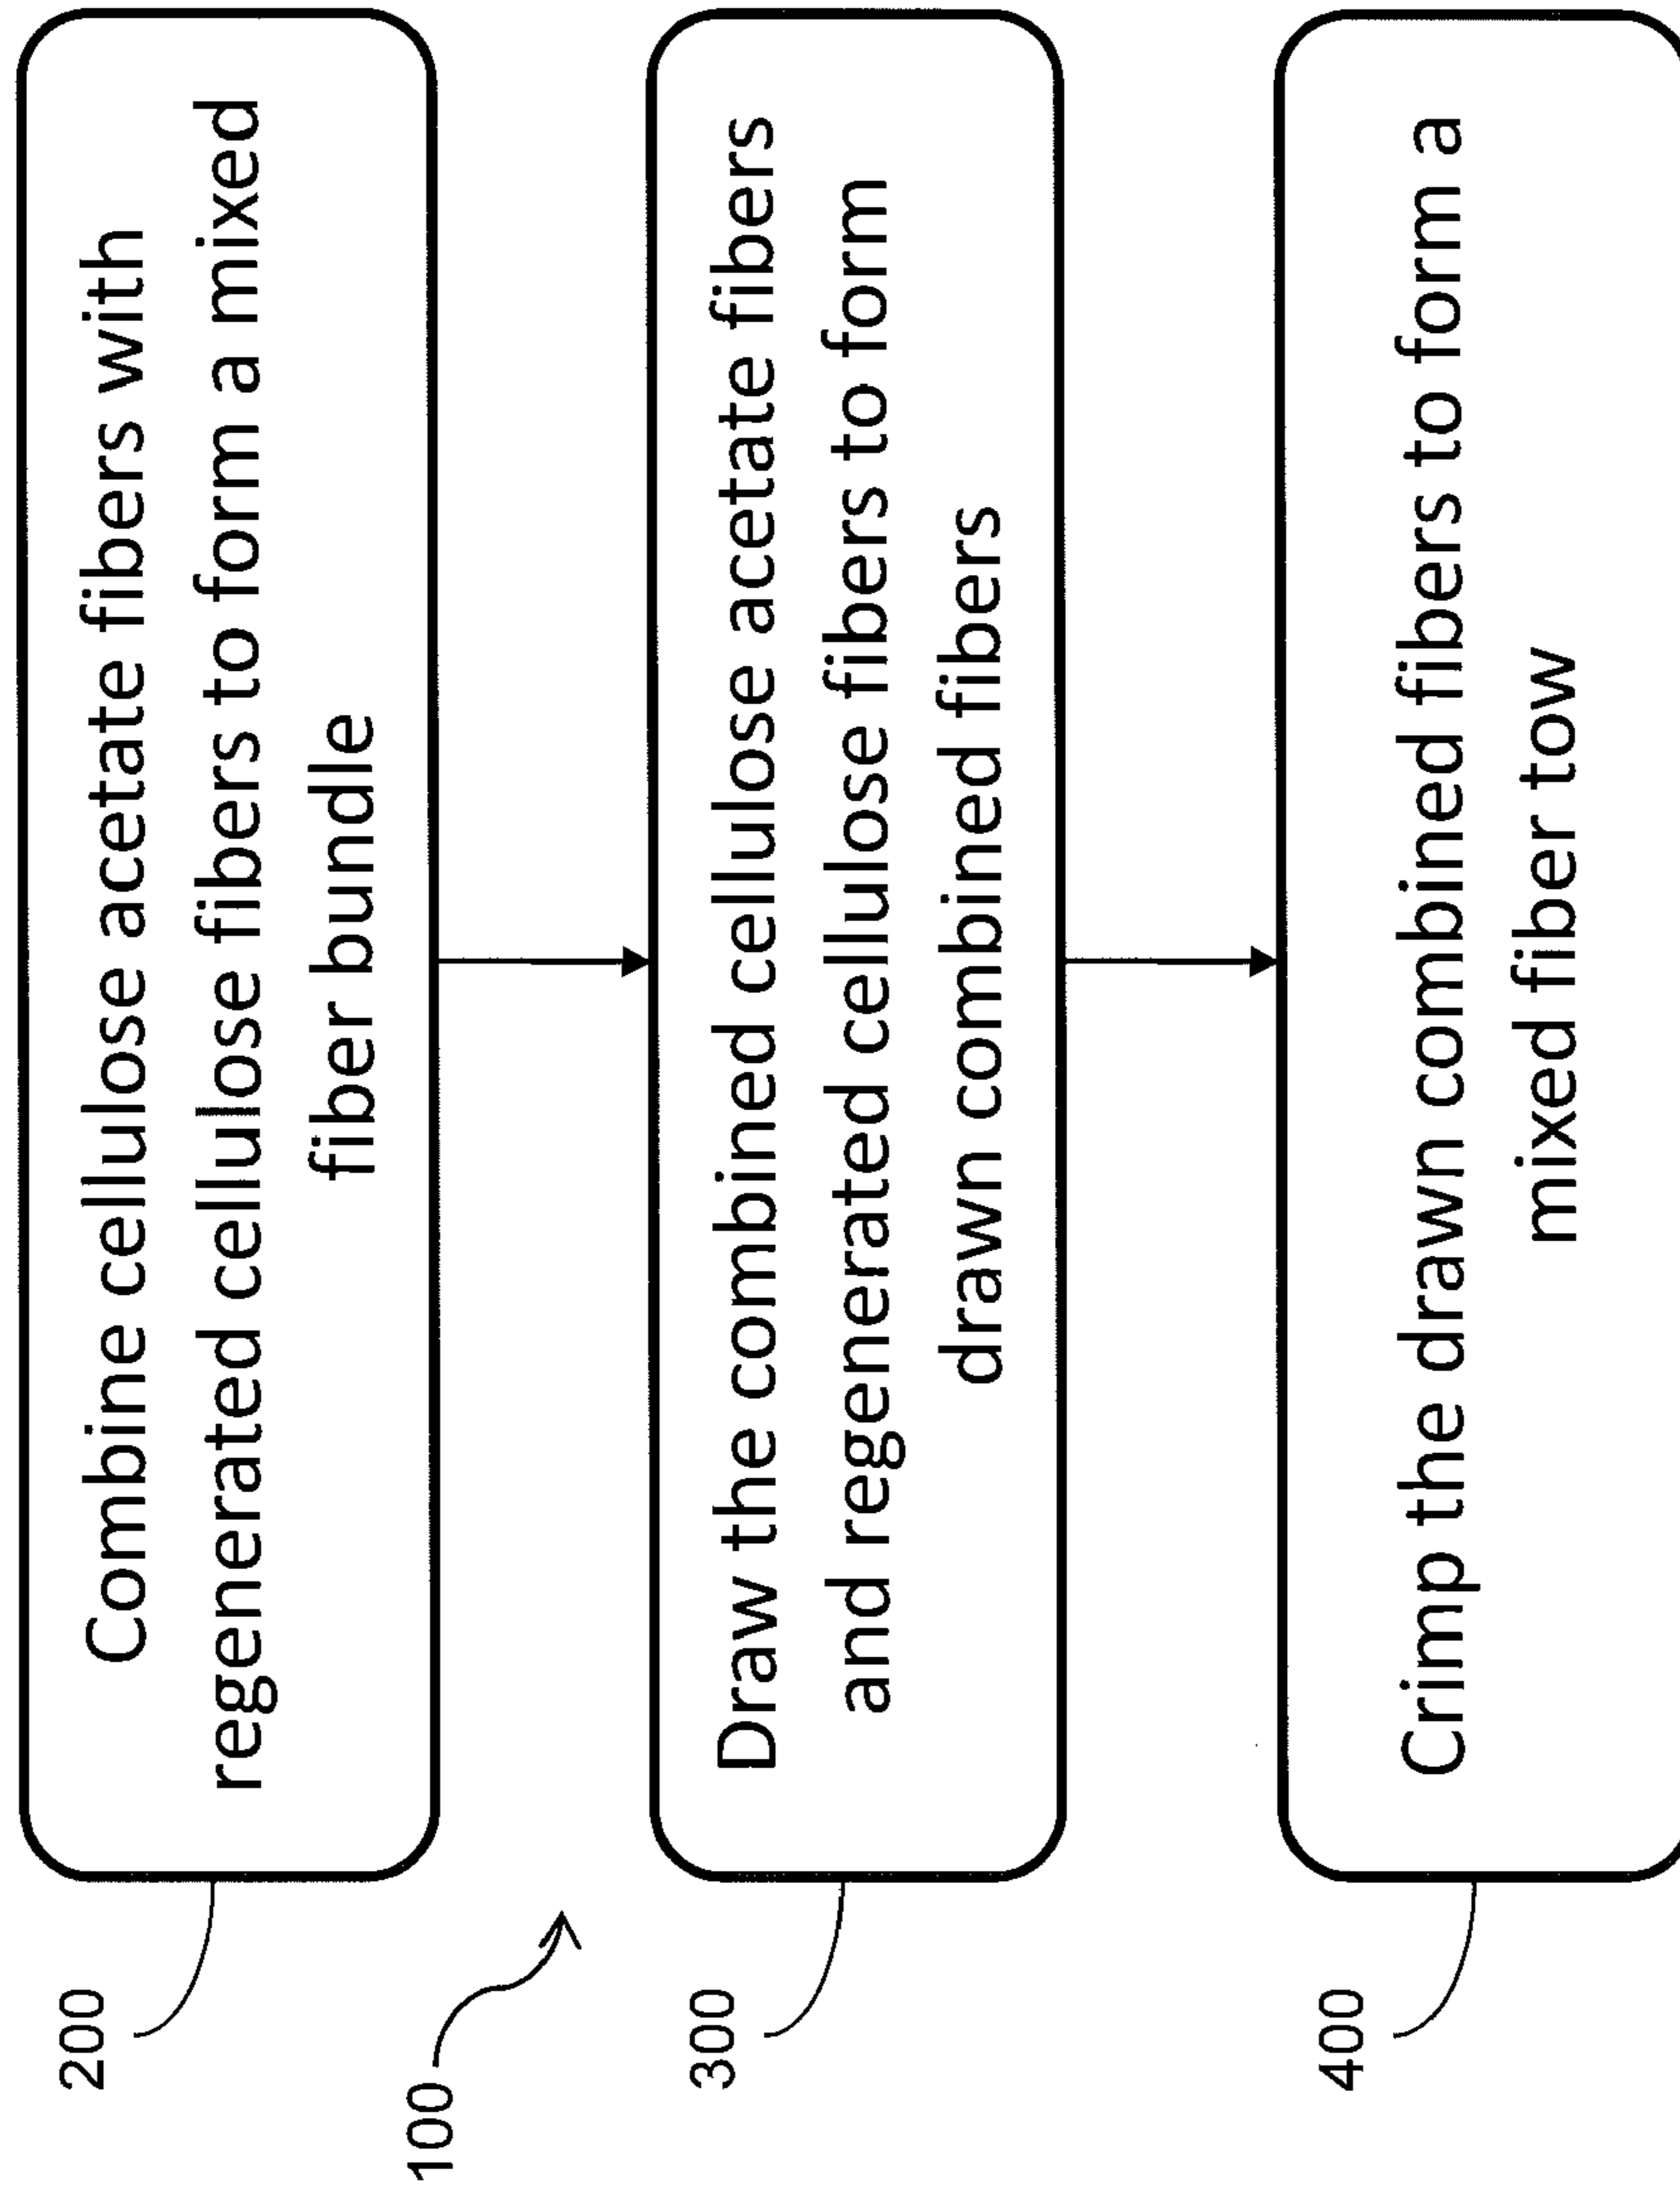 200
Combine cellulose acetate fibers with
regenerated cellulose fibers to form a mixed
fiber bundle
100
300
Draw the combined cellulose acetate fibers
and regenerated cellulose fibers to form
drawn combined fibers
400
Crimp the drawn combined fibers to form a
mixed fiber tow